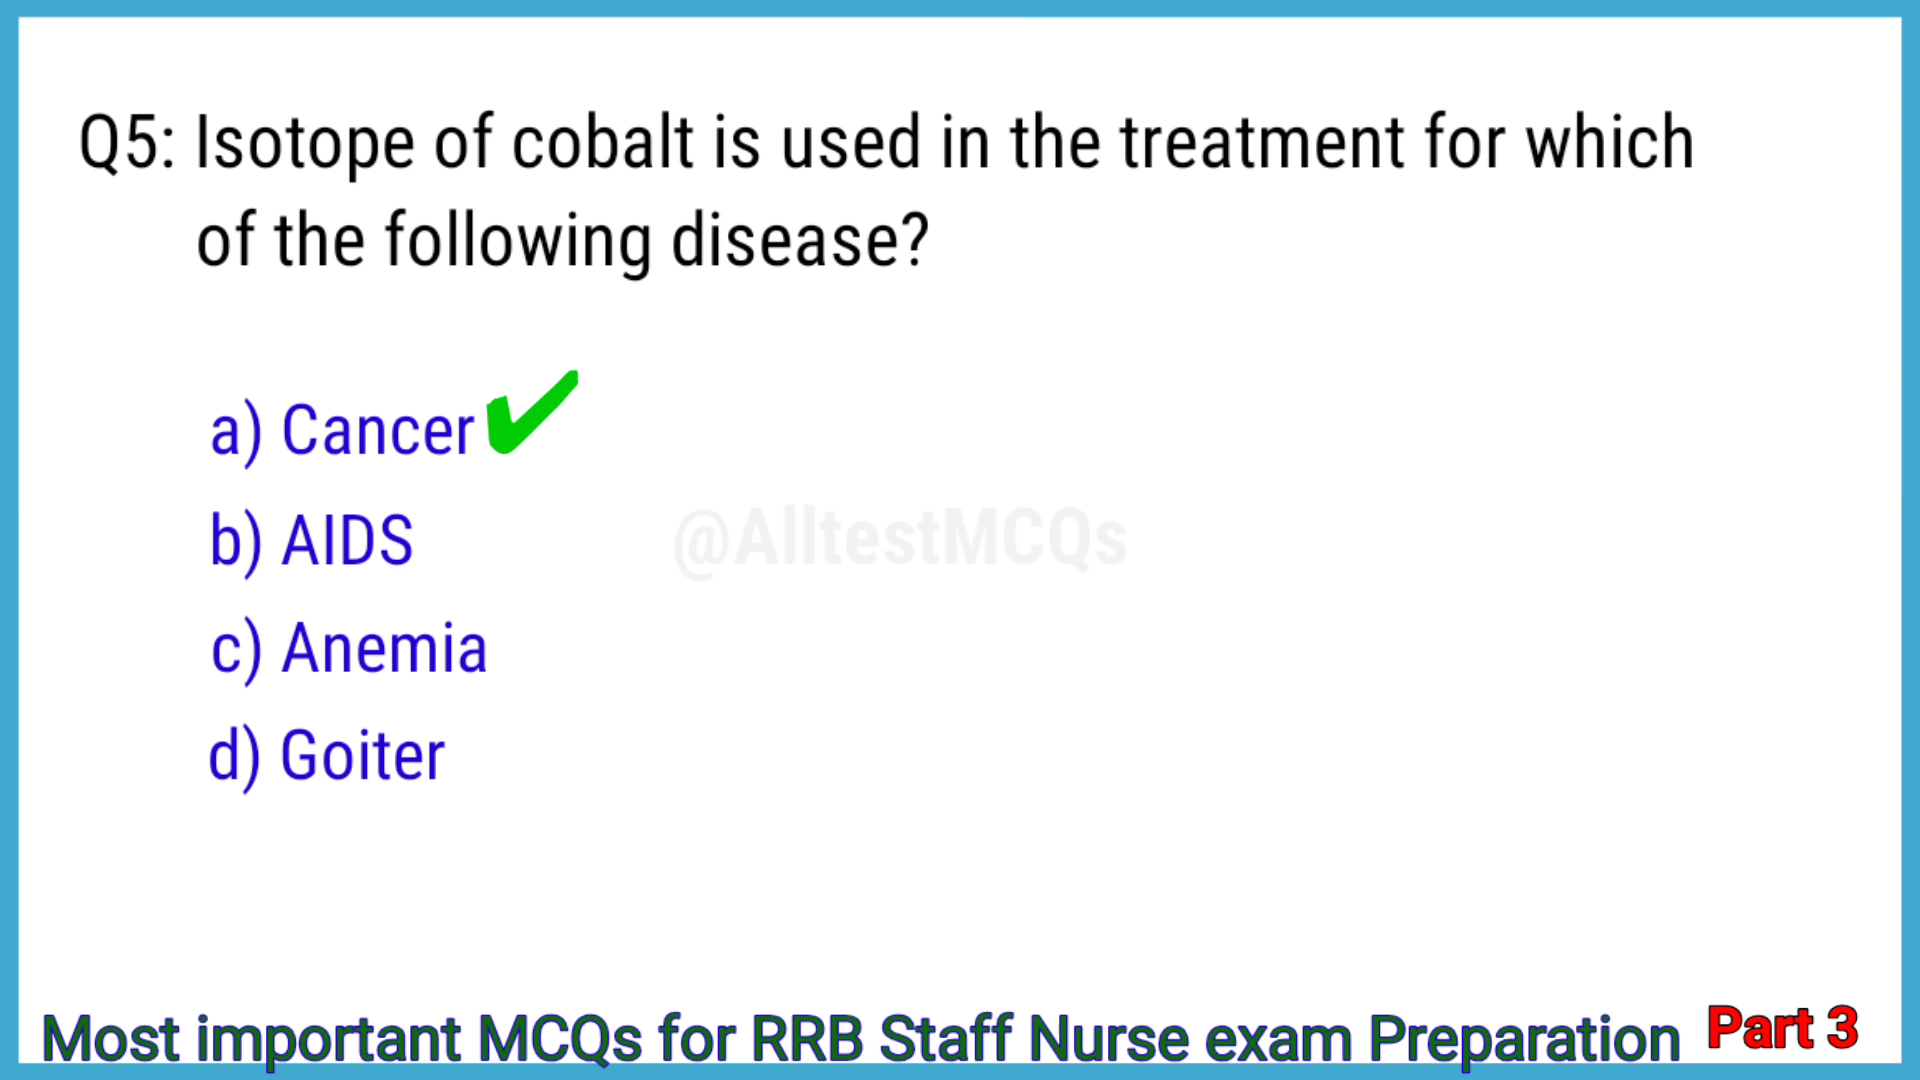 Q5: Isotope of cobalt is used in the treatment for which
of the following disease?
a) Cancer✔
b) AIDS
@AlltestMCQs
c) Anemia
d) Goiter
Most important MCQs for RRB Staff Nurse exam Preparation Part 3